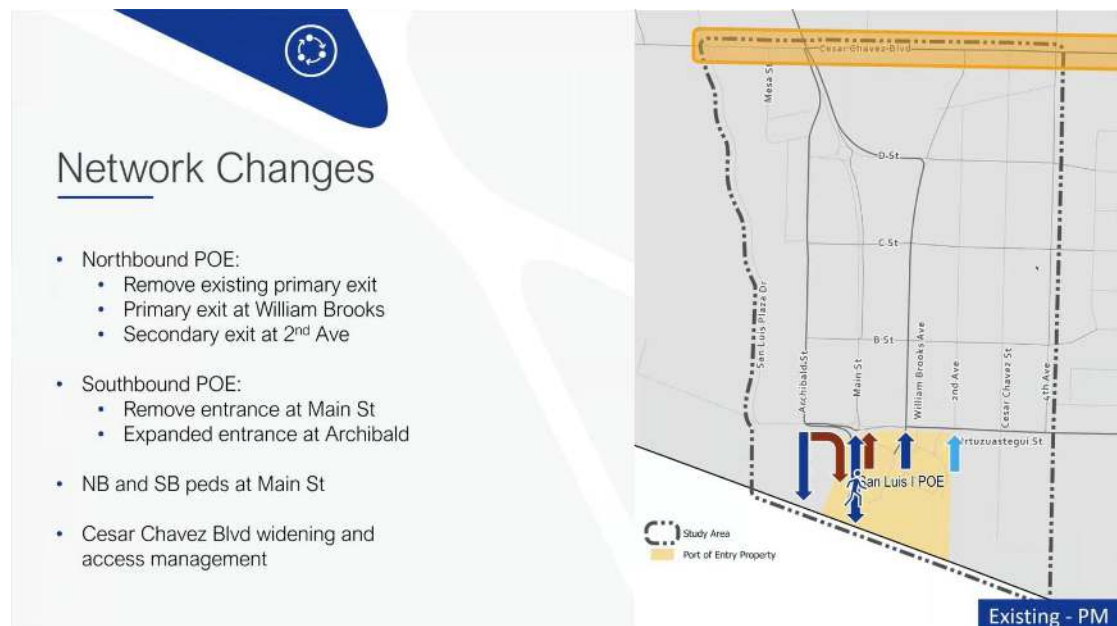 Network Changes
• Northbound POE:
• Remove existing primary exit
• Primary exit at William Brooks
• Secondary exit at 2nd Ave
• Southbound POE:
• Remove entrance at Main St
• Expanded entrance at Archibald
• NB and SB peds at Main St
• Cesar Chavez Blvd widening and
access management
Cesar Chavez Blvd
Mesa St
D St
C St
San Luis Plaza Dr
B St
Archibald St
Main St
William Brooks Ave
2nd Ave
Cesar Chavez St
4th Ave
Urtuzuastegui St
San Luis I POE
Study Area
Port of Entry Property
Existing - PM